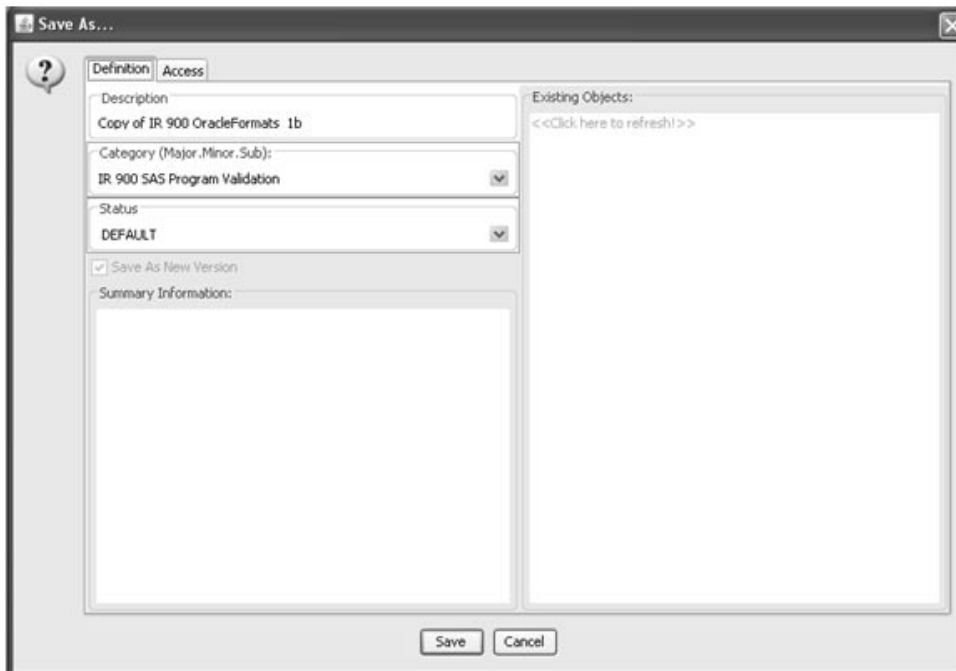 Save As...
Definition Access
Description
Copy of IR 900 OracleFormats 1b
Category (Major.Minor.Sub):
IR 900 SAS Program Validation
Status
DEFAULT
Save As New Version
Summary Information:
Existing Objects:
<<Click here to refresh!>>
Save Cancel